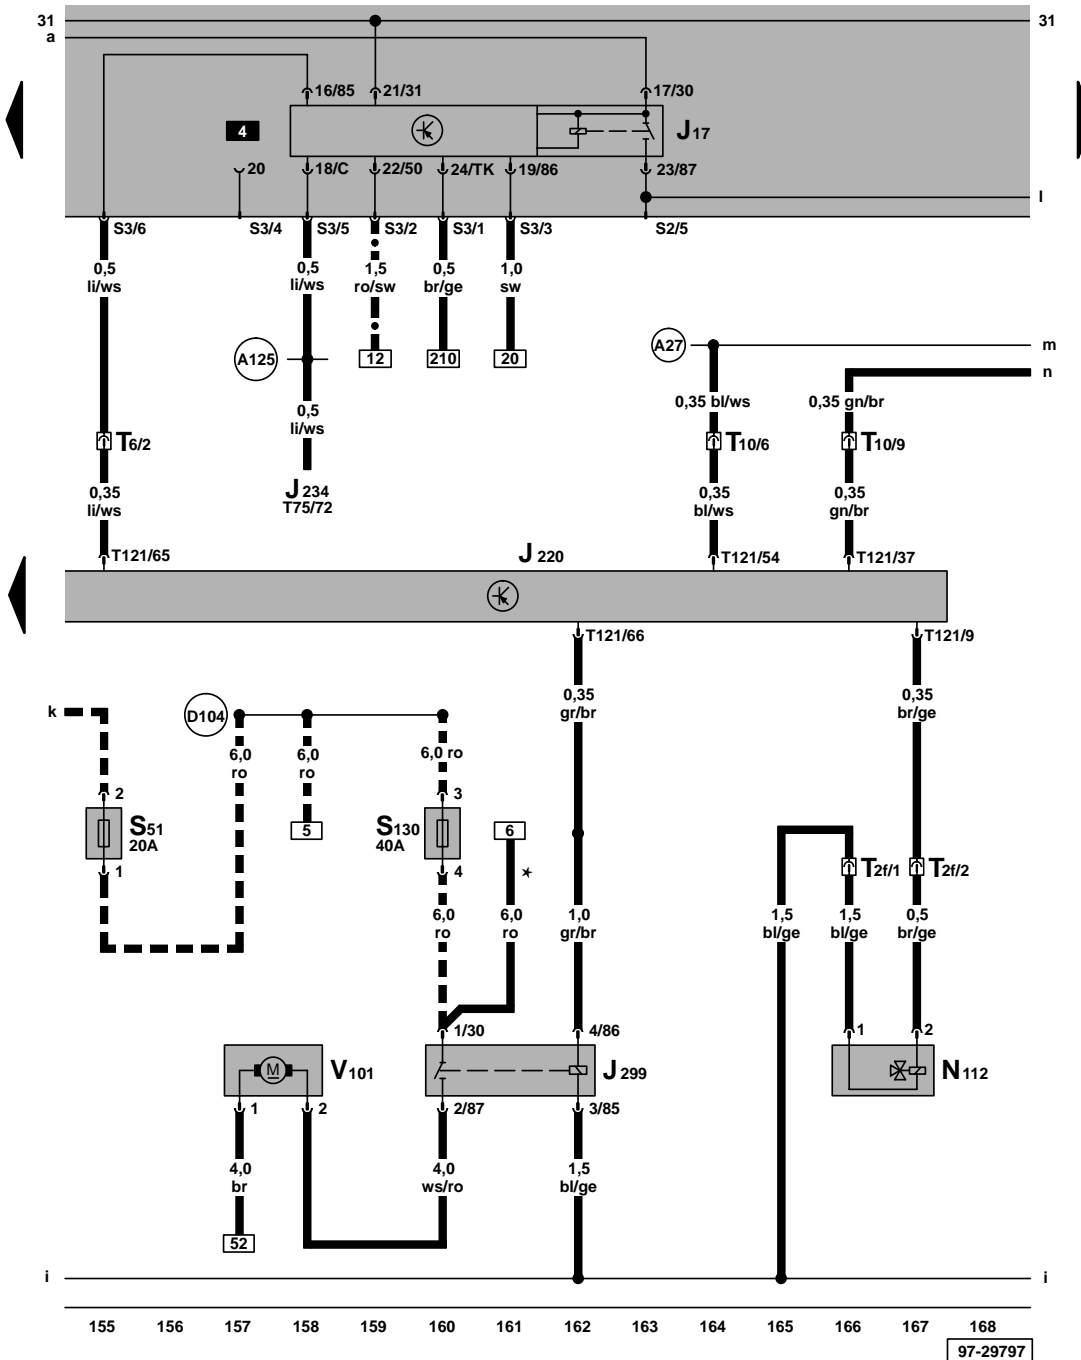 31 31
a
16/85 21/31 17/30
4 J17
20 18/C 22/50 24/TK 19/86 23/87
l
S3/6 S3/4 S3/5 S3/2 S3/1 S3/3 S2/5
0,5 0,5 1,5 0,5 1,0
li/ws li/ws ro/sw br/ge sw
A125 12 210 20 A27 m
n
0,5 0,35 bl/ws 0,35 gn/br
li/ws
T6/2 T10/6 T10/9
0,35 J234 0,35 0,35
li/ws T75/72 bl/ws gn/br
T121/65 J220 T121/54 T121/37
T121/66 T121/9
0,35 0,35
gr/br br/ge
k D104
6,0 6,0 6,0 ro
ro ro
2 3
S51 5 S130 6
20A 40A
1 4 T2f/1 T2f/2
6,0 6,0 1,0 1,5 1,5 0,5
ro ro gr/br bl/ge bl/ge br/ge
1/30 4/86 1 2
M V101 J299 N112
1 2 2/87 3/85
4,0 4,0 1,5
br ws/ro bl/ge
52
i i
155 156 157 158 159 160 161 162 163 164 165 166 167 168
97-29797